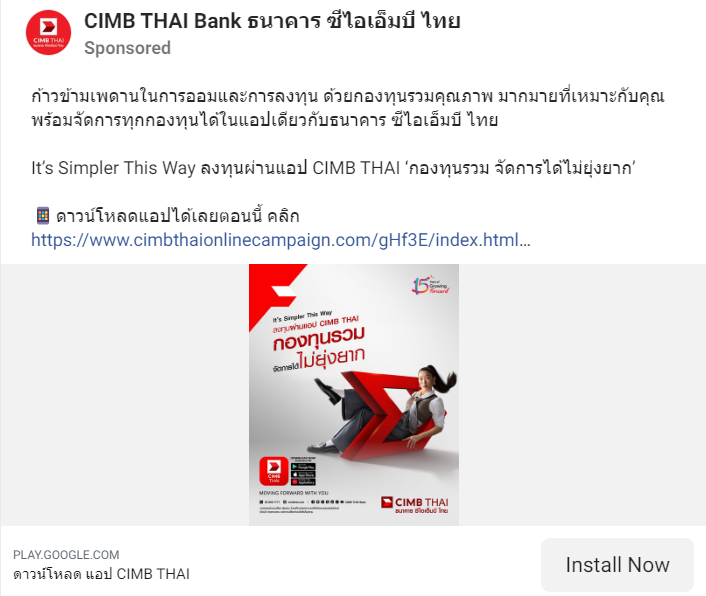 CIMB THAI Bank ธนาคาร ซีไอเอ็มบี ไทย
Sponsored
ก้าวข้ามเพดานในการออมและการลงทุน ด้วยกองทุนรวมคุณภาพ มากมายที่เหมาะกับคุณ
พร้อมจัดการทุกกองทุนได้ในแอปเดียวกับธนาคาร ซีไอเอ็มบี ไทย
It's Simpler This Way ลงทุนผ่านแอป CIMB THAI ‘กองทุนรวม จัดการได้ไม่ยุ่งยาก’
ดาวน์โหลดแอปได้เลยตอนนี้ คลิก
https://www.cimbthaionlinecampaign.com/gHf3E/index.html...
15 Years of
Growing
Forward
It's Simpler This Way
ลงทุนผ่านแอป CIMB THAI
กองทุนรวม
จัดการได้ไม่ยุ่งยาก
CIMB
THAI
Google Play
App Store
AppGallery
MOVING FORWARD WITH YOU
CIMB THAI
ธนาคาร ซีไอเอ็มบี ไทย
PLAY.GOOGLE.COM
ดาวน์โหลด แอป CIMB THAI
Install Now